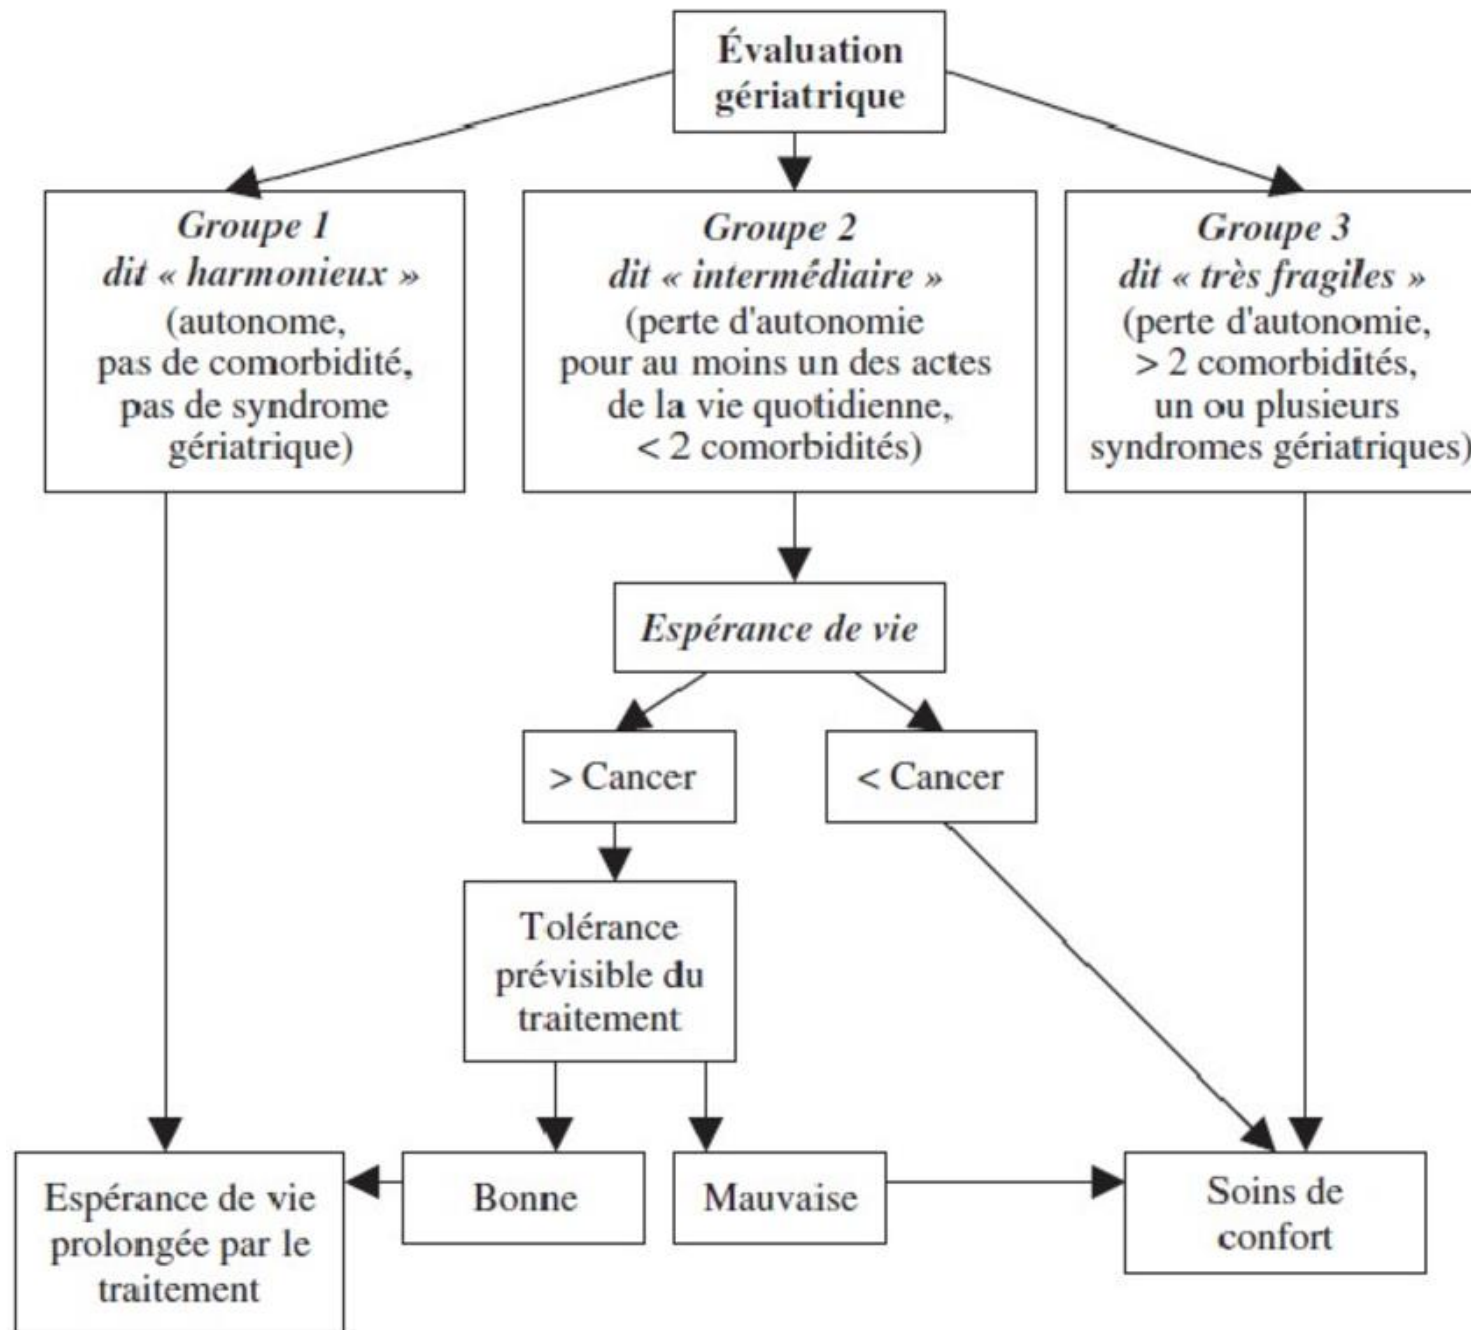 Évaluation
gériatrique
Groupe 1
dit « harmonieux »
(autonome,
pas de comorbidité,
pas de syndrome
gériatrique)
Groupe 2
dit « intermédiaire »
(perte d'autonomie
pour au moins un des actes
de la vie quotidienne,
< 2 comorbidités)
Groupe 3
dit « très fragiles »
(perte d'autonomie,
> 2 comorbidités,
un ou plusieurs
syndromes gériatriques)
Espérance de vie
> Cancer
< Cancer
Tolérance
prévisible du
traitement
Espérance de vie
prolongée par le
traitement
Bonne
Mauvaise
Soins de
confort